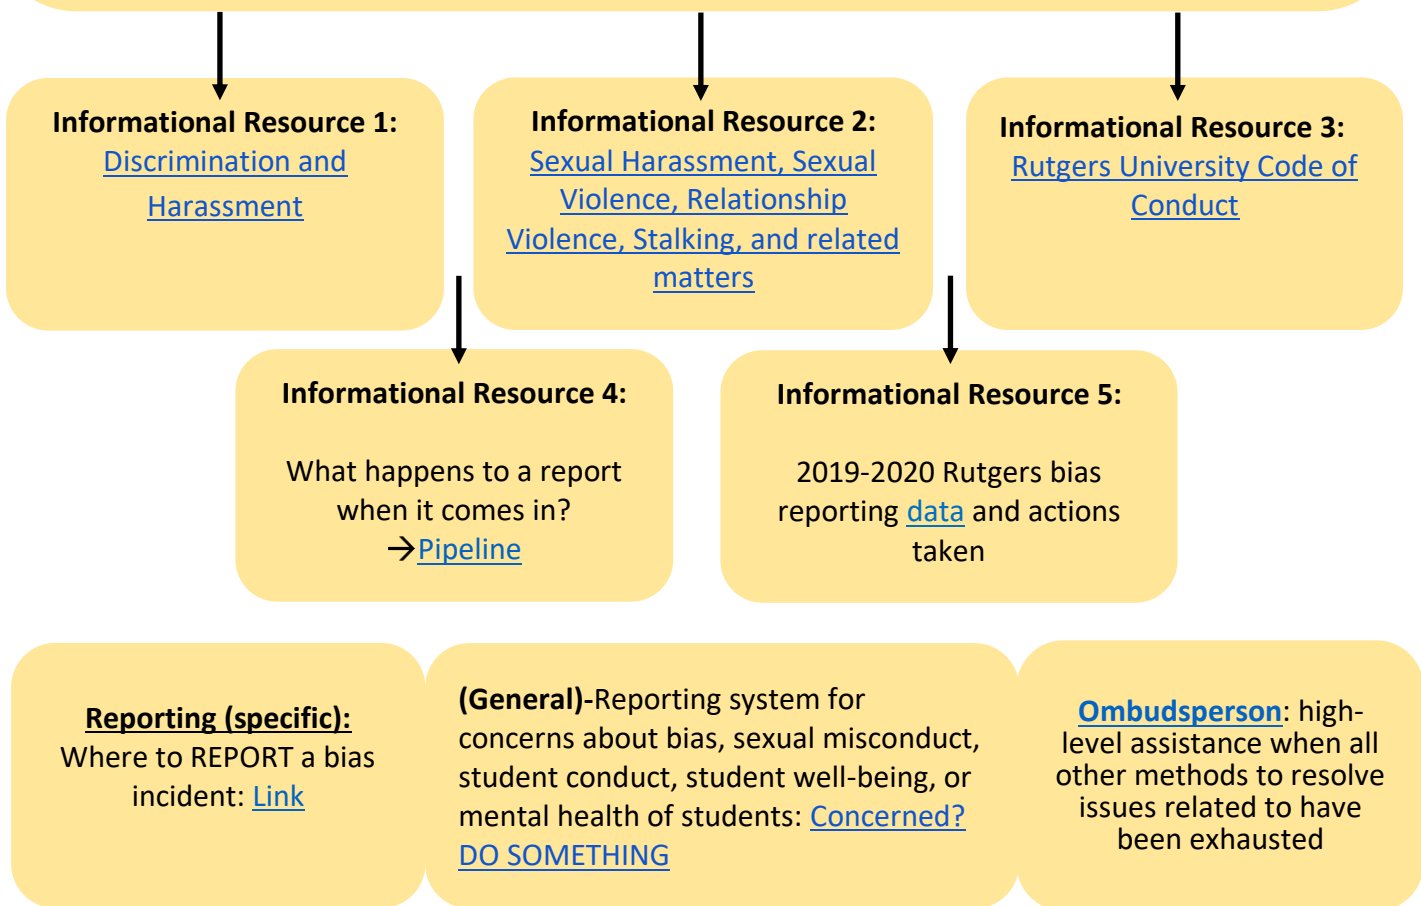 Informational Resource 1:
Discrimination and
Harassment
Informational Resource 2:
Sexual Harassment, Sexual
Violence, Relationship
Violence, Stalking, and related
matters
Informational Resource 3:
Rutgers University Code of
Conduct
Informational Resource 4:
What happens to a report
when it comes in?
→Pipeline
Informational Resource 5:
2019-2020 Rutgers bias
reporting data and actions
taken
Reporting (specific):
Where to REPORT a bias
incident: Link
(General)-Reporting system for
concerns about bias, sexual misconduct,
student conduct, student well-being, or
mental health of students: Concerned?
DO SOMETHING
Ombudsperson: high-
level assistance when all
other methods to resolve
issues related to have
been exhausted